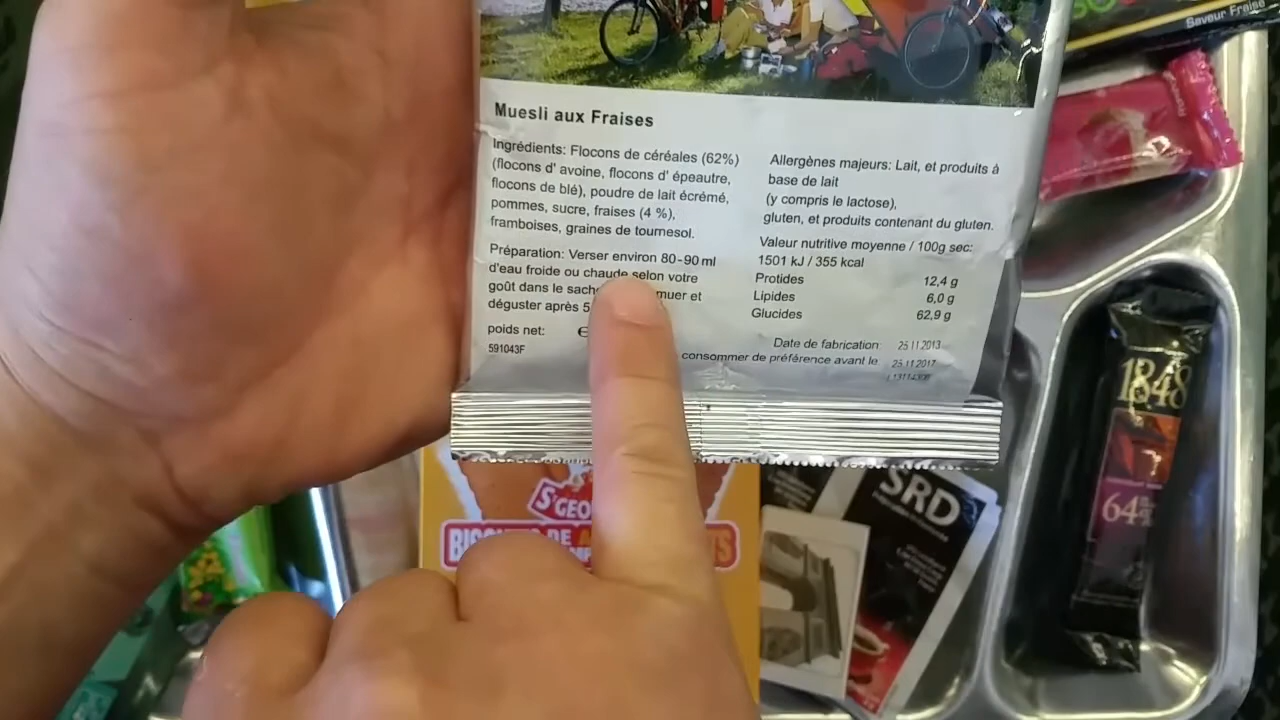 Saveur Fraise
Muesli aux Fraises
Ingrédients: Flocons de céréales (62%)
(flocons d' avoine, flocons d' épeautre,
flocons de blé), poudre de lait écrémé,
pommes, sucre, fraises (4 %),
framboises, graines de tournesol.
Préparation: Verser environ 80-90 ml
d'eau froide ou chaude selon votre
goût dans le muer et
déguster après 5
poids net: e
591043F
Allergènes majeurs: Lait, et produits à
base de lait
(y compris le lactose),
gluten, et produits contenant du gluten.
Valeur nutritive moyenne / 100g sec:
1501 kJ / 355 kcal
Protides 12,4 g
Lipides 6,0 g
Glucides 62,9 g
Date de fabrication: 25 11 2013
consommer de préférence avant le 25 11 2017
1848
64%
SRD
St GEO
DE